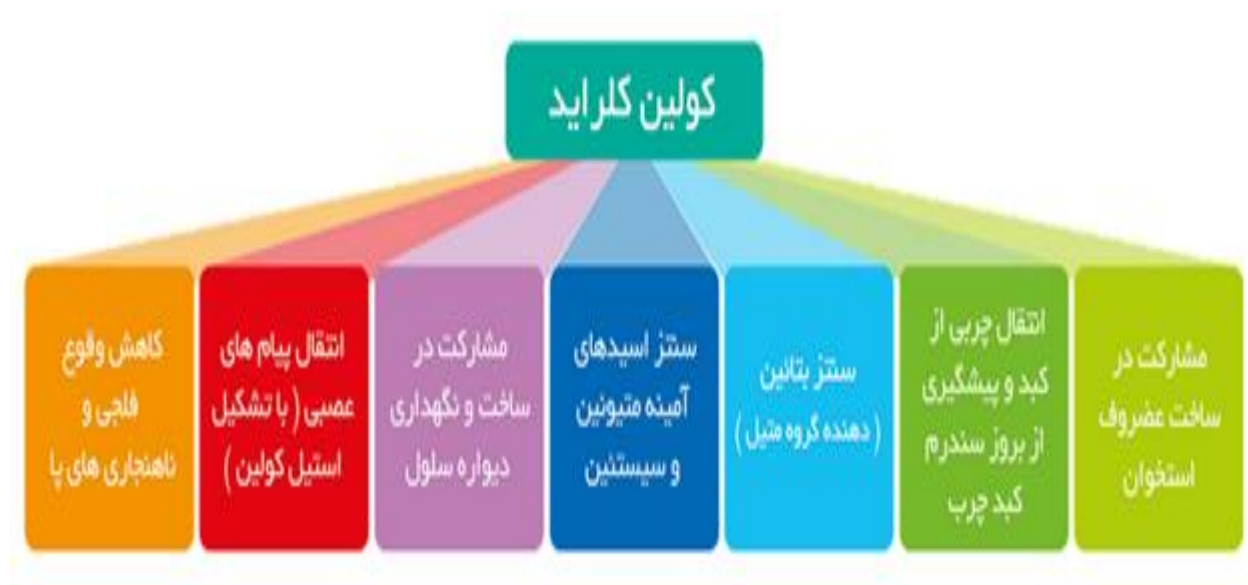 کولین کلراید
مشارکت در
ساخت عضروف
استخوان
انتقال چربی از
کبد و پیشگیری
از بروز سندرم
کبد چرب
سنتز بتائین
( دهنده گروه متیل )
سنتز اسیدهای
آمینه متیونین
و سیستئین
مشارکت در
ساخت و نگهداری
دیواره سلول
انتقال پیام های
عصبی ( با تشکیل
استیل کولین )
کاهش وقوع
فلجی و
ناهنجاری های پا